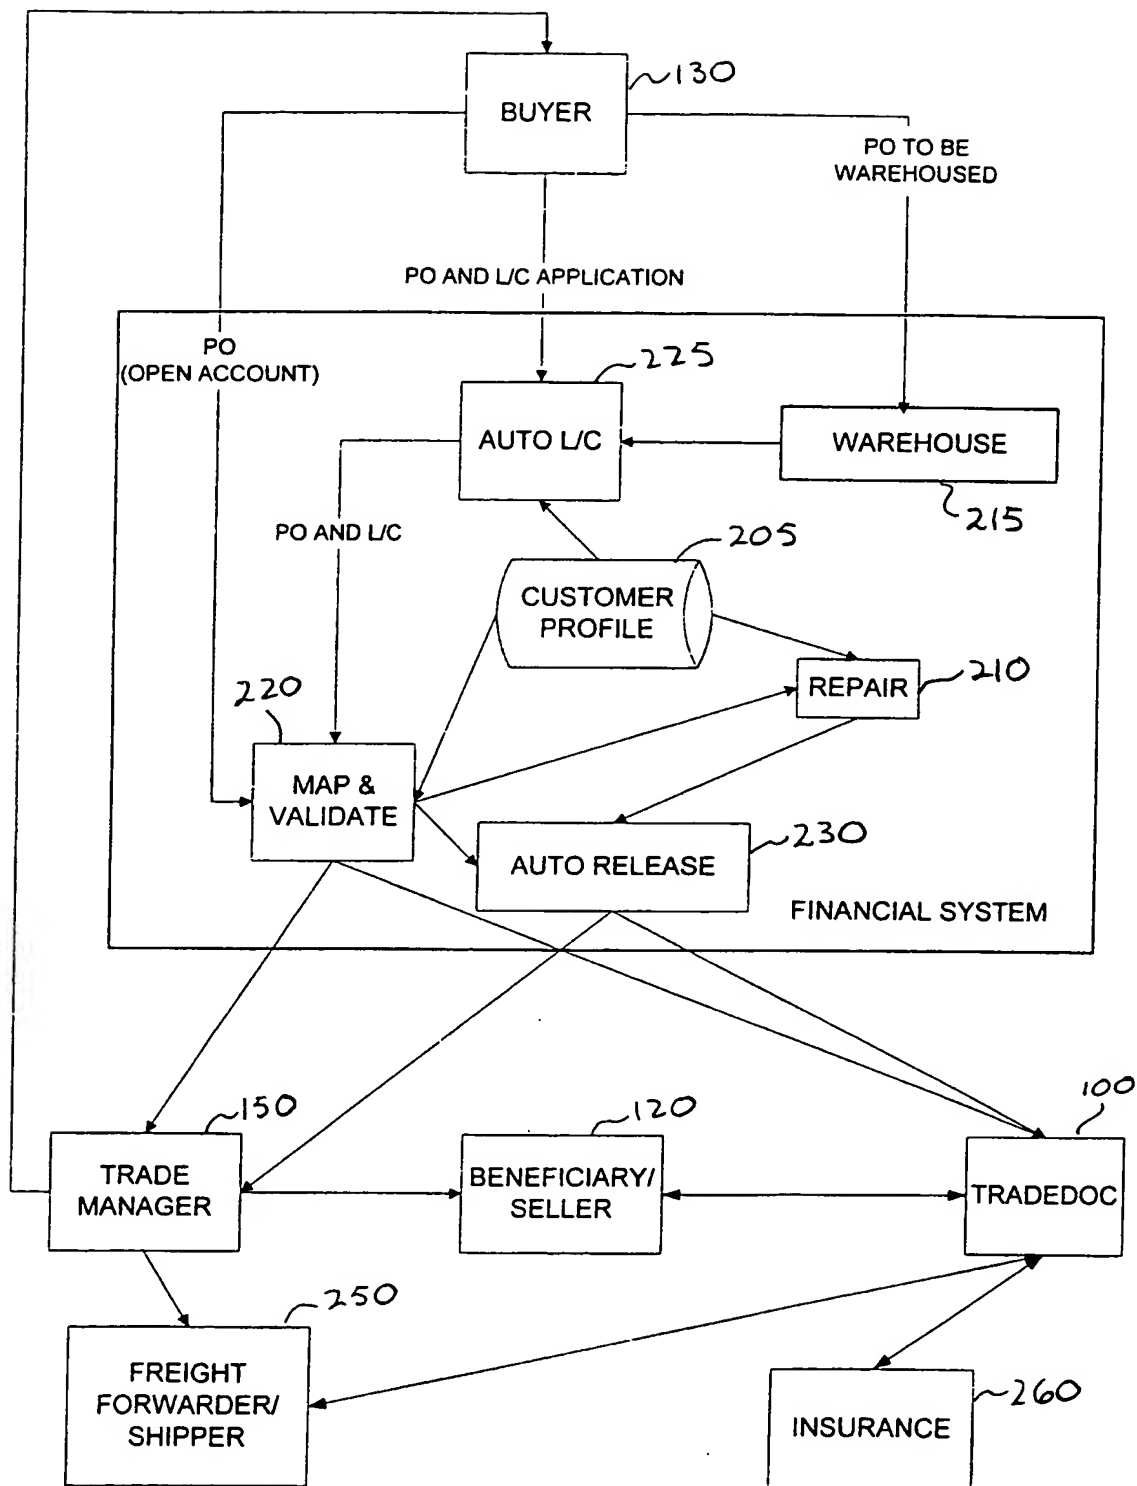 130
BUYER
PO TO BE
WAREHOUSED
PO AND L/C APPLICATION
PO
(OPEN ACCOUNT)
225
AUTO L/C
WAREHOUSE
215
PO AND L/C
205
CUSTOMER
PROFILE
REPAIR
210
220
MAP &
VALIDATE
230
AUTO RELEASE
FINANCIAL SYSTEM
150
TRADE
MANAGER
120
BENEFICIARY/
SELLER
100
TRADEDOC
250
FREIGHT
FORWARDER/
SHIPPER
260
INSURANCE